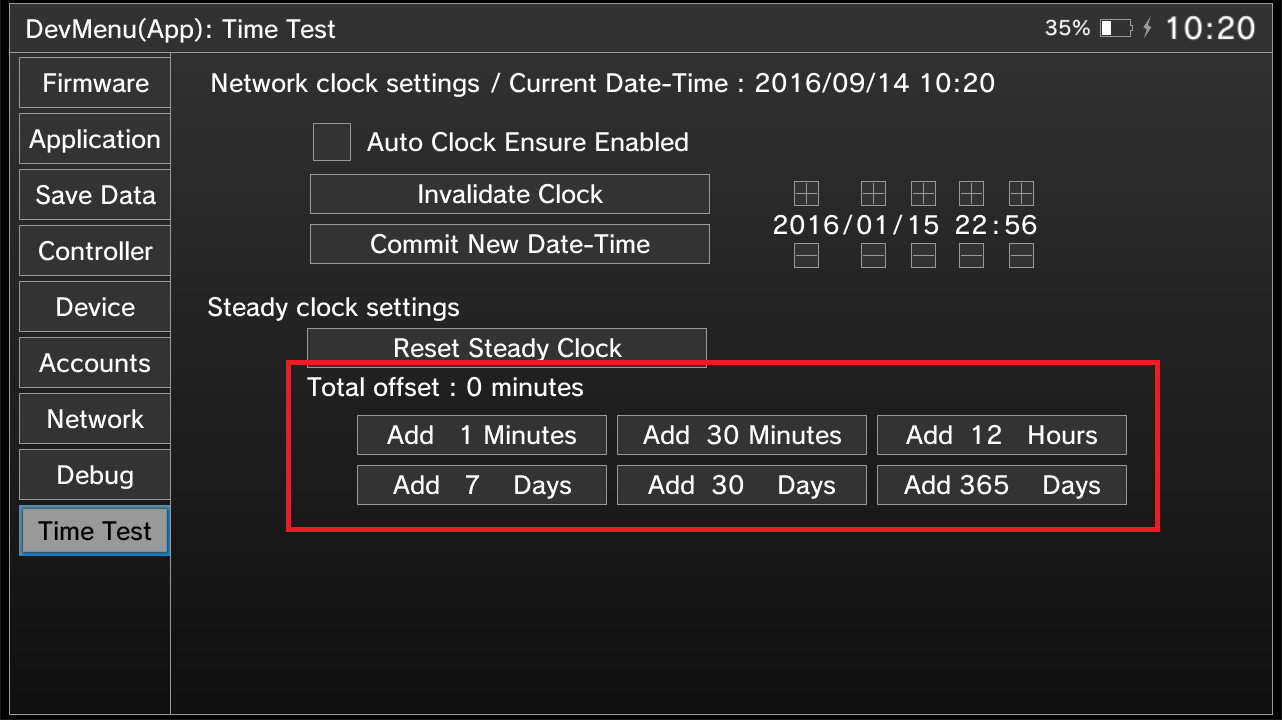 DevMenu(App): Time Test
35% 10:20
Firmware
Application
Save Data
Controller
Device
Accounts
Network
Debug
Time Test
Network clock settings / Current Date-Time : 2016/09/14 10:20
Auto Clock Ensure Enabled
Invalidate Clock
Commit New Date-Time
2016/01/15 22:56
Steady clock settings
Reset Steady Clock
Total offset : 0 minutes
Add 1 Minutes
Add 30 Minutes
Add 12 Hours
Add 7 Days
Add 30 Days
Add 365 Days